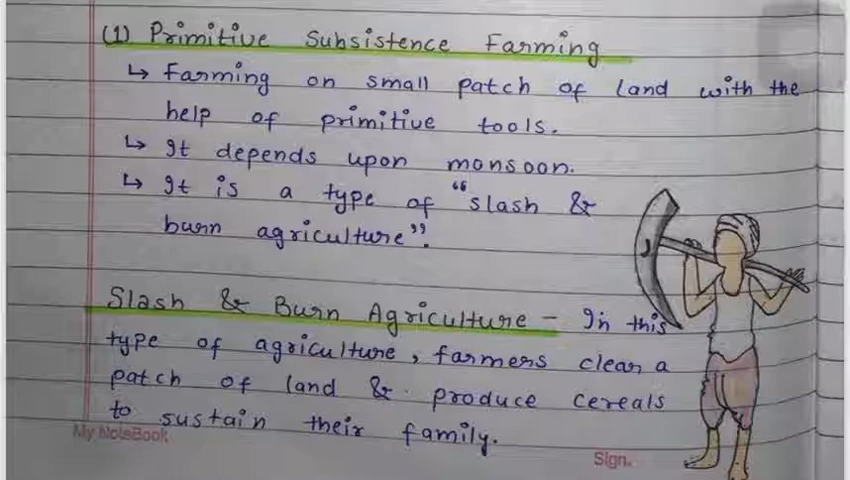 (1) Primitive Subsistence Farming
↳ Farming on small patch of land with the
help of primitive tools.
↳ It depends upon monsoon.
↳ It is a type of “slash &
burn agriculture”.
Slash & Burn Agriculture - In this
type of agriculture, farmers clear a
patch of land & produce cereals
to sustain their family.
My NoteBook
Sign.